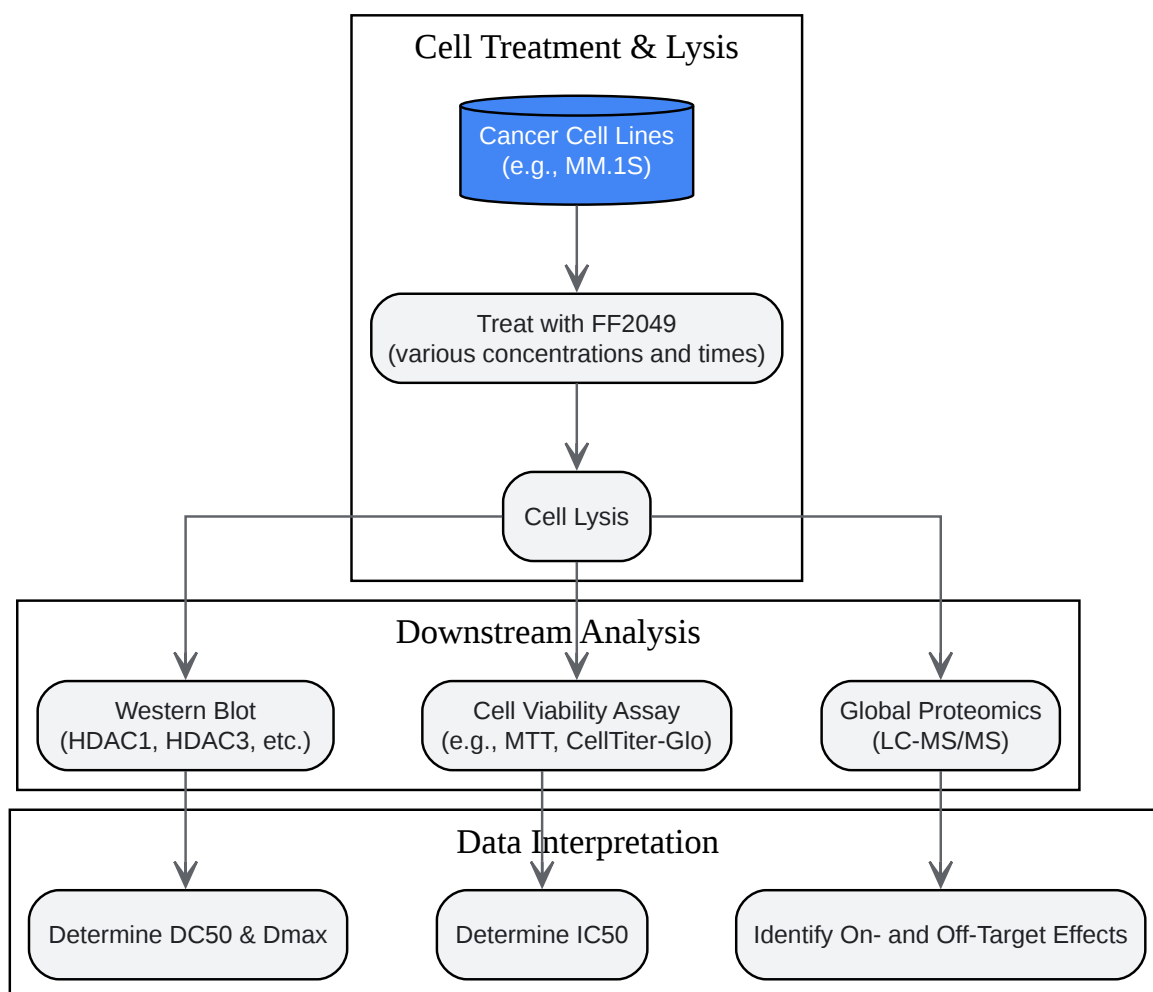 Cell Treatment & Lysis
Cancer Cell Lines
(e.g., MM.1S)
Treat with FF2049
(various concentrations and times)
Cell Lysis
Downstream Analysis
Western Blot
(HDAC1, HDAC3, etc.)
Cell Viability Assay
(e.g., MTT, CellTiter-Glo)
Global Proteomics
(LC-MS/MS)
Data Interpretation
Determine DC50 & Dmax
Determine IC50
Identify On- and Off-Target Effects